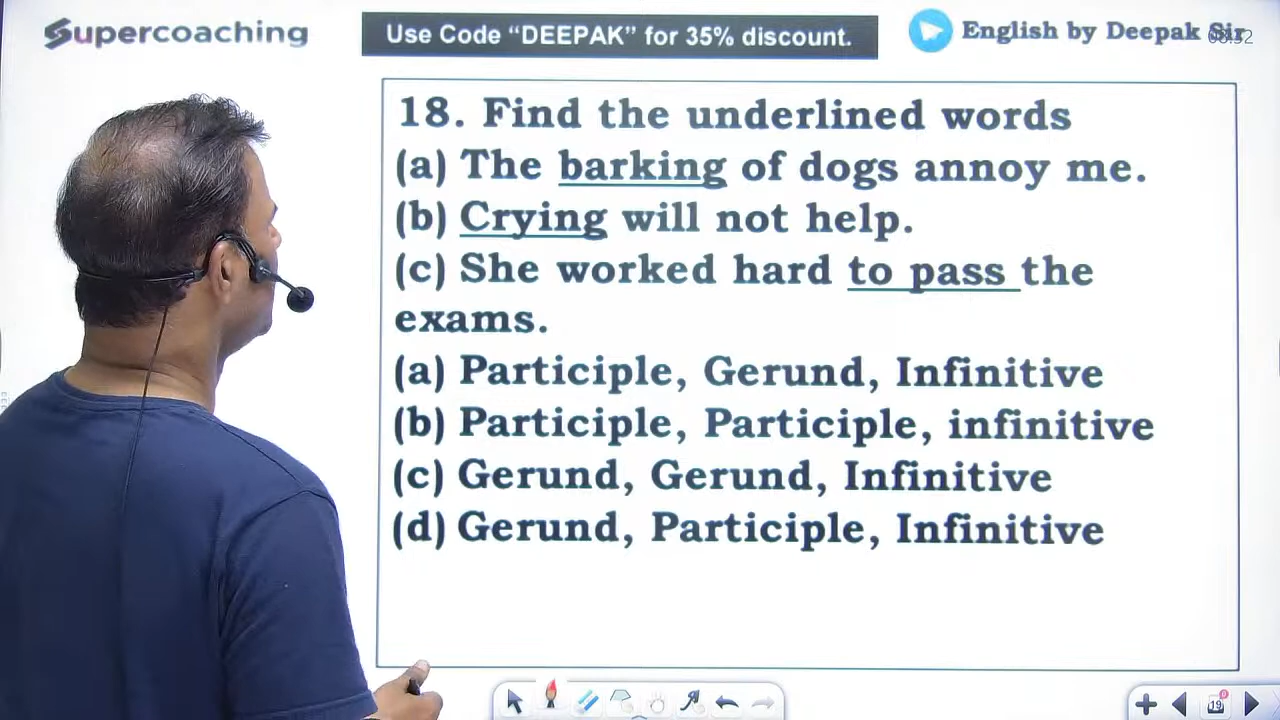 Supercoaching
Use Code “DEEPAK” for 35% discount.
English by Deepak Sir
18. Find the underlined words
(a) The barking of dogs annoy me.
(b) Crying will not help.
(c) She worked hard to pass the
exams.
(a) Participle, Gerund, Infinitive
(b) Participle, Participle, infinitive
(c) Gerund, Gerund, Infinitive
(d) Gerund, Participle, Infinitive
19